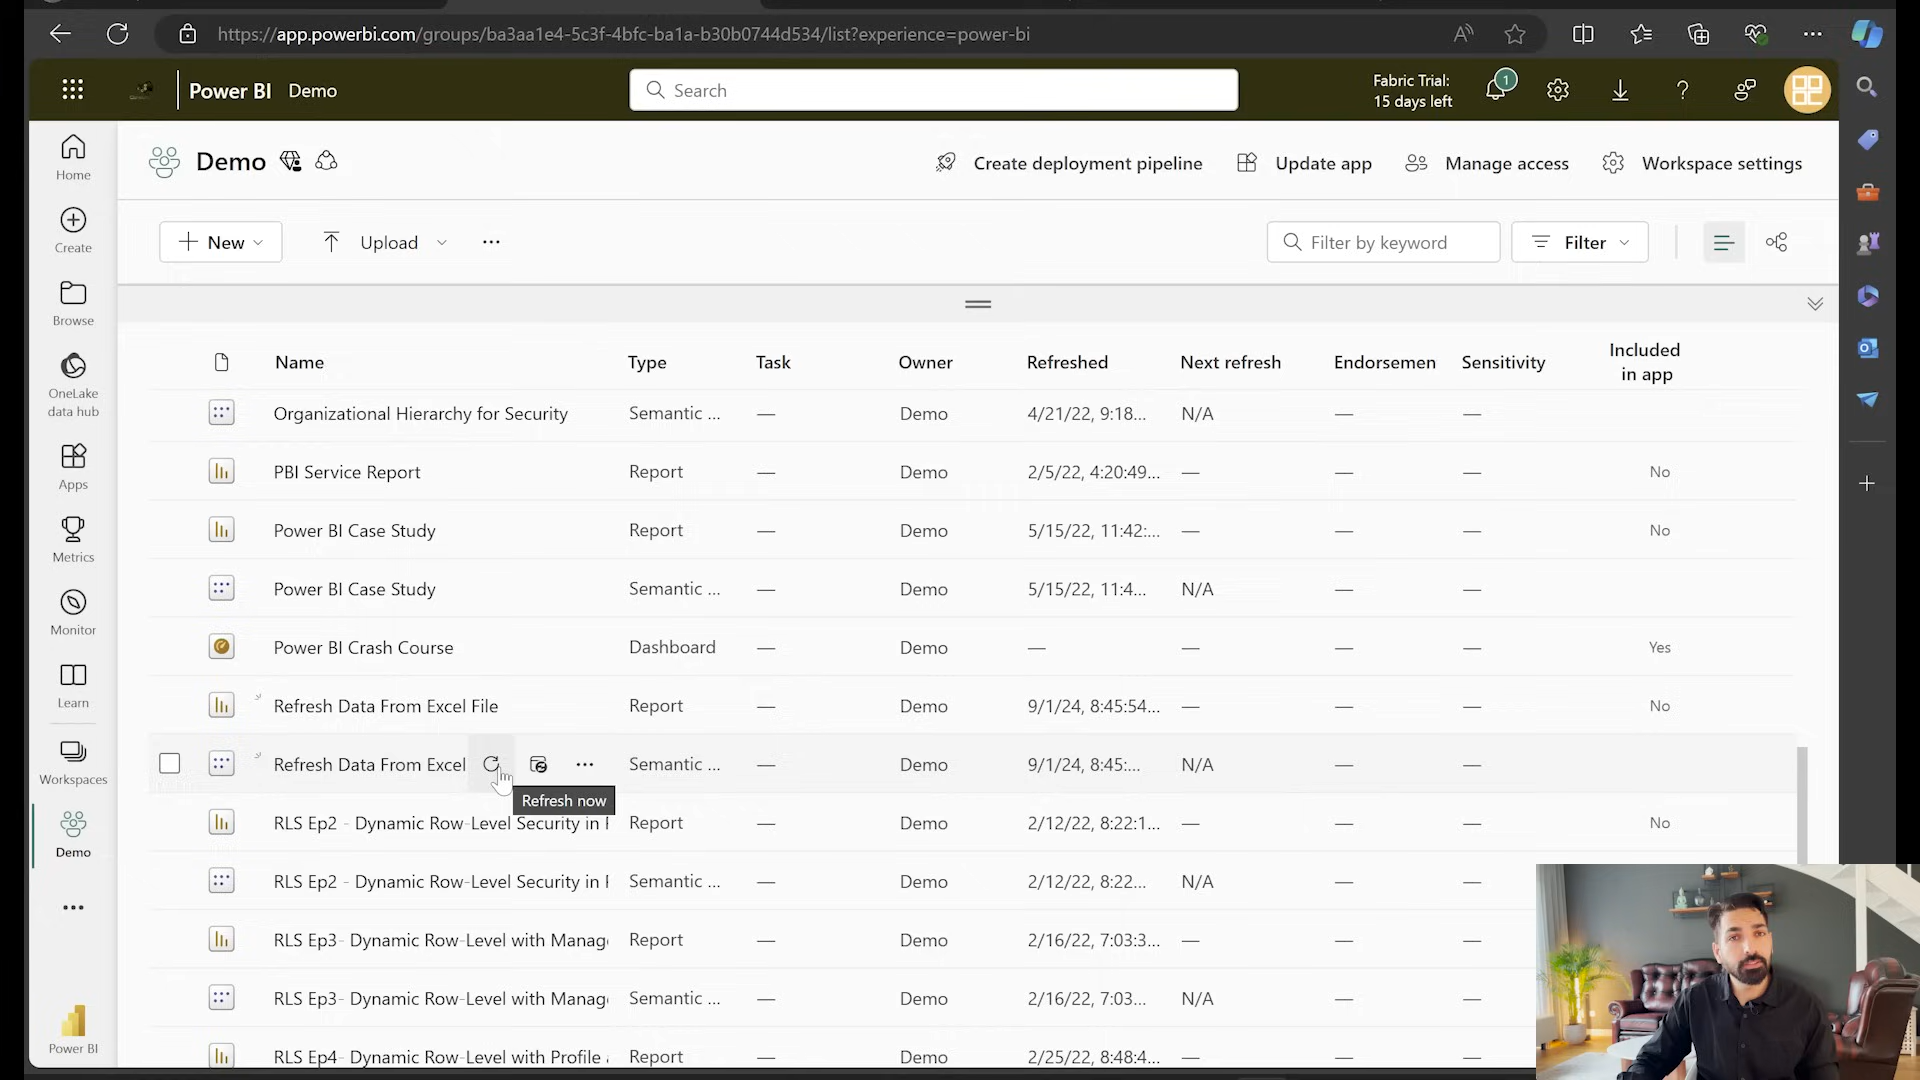 https://app.powerbi.com/groups/ba3aa1e4-5c3f-4bfc-ba1a-b30b0744d534/list?experience=power-bi
Power BI Demo
Search
Fabric Trial:
15 days left
1
Home
Create
Browse
OneLake
data hub
Apps
Metrics
Monitor
Learn
Workspaces
Demo
Power BI
Demo
Create deployment pipeline
Update app
Manage access
Workspace settings
New
Upload
Filter by keyword
Filter
Name Type Task Owner Refreshed Next refresh Endorsemen Sensitivity Included in app
Organizational Hierarchy for Security Semantic ... — Demo 4/21/22, 9:18... N/A — —
PBI Service Report Report — Demo 2/5/22, 4:20:49... — — — No
Power BI Case Study Report — Demo 5/15/22, 11:42:... — — — No
Power BI Case Study Semantic ... — Demo 5/15/22, 11:4... N/A — —
Power BI Crash Course Dashboard — Demo — — — — Yes
Refresh Data From Excel File Report — Demo 9/1/24, 8:45:54... — — — No
Refresh Data From Excel Semantic ... — Demo 9/1/24, 8:45:... N/A — —
Refresh now
RLS Ep2 - Dynamic Row-Level Security in Report — Demo 2/12/22, 8:22:1... — — — No
RLS Ep2 - Dynamic Row-Level Security in Semantic ... — Demo 2/12/22, 8:22... N/A — —
RLS Ep3- Dynamic Row-Level with Manag Report — Demo 2/16/22, 7:03:3... — — —
RLS Ep3- Dynamic Row-Level with Manag Semantic ... — Demo 2/16/22, 7:03... N/A — —
RLS Ep4- Dynamic Row-Level with Profile Report — Demo 2/25/22, 8:48:4... — — —